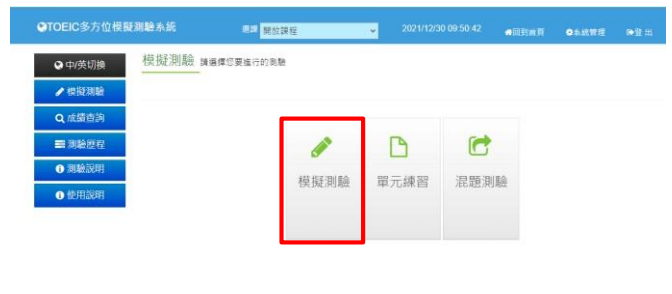 TOEIC多方位模擬測驗系統
選課 開放課程
2021/12/30 09:50:42
回到首頁
系統管理
登出
中/英切換
模擬測驗
成績查詢
測驗歷程
測驗說明
使用說明
模擬測驗 請選擇您要進行的測驗
模擬測驗
單元練習
混題測驗